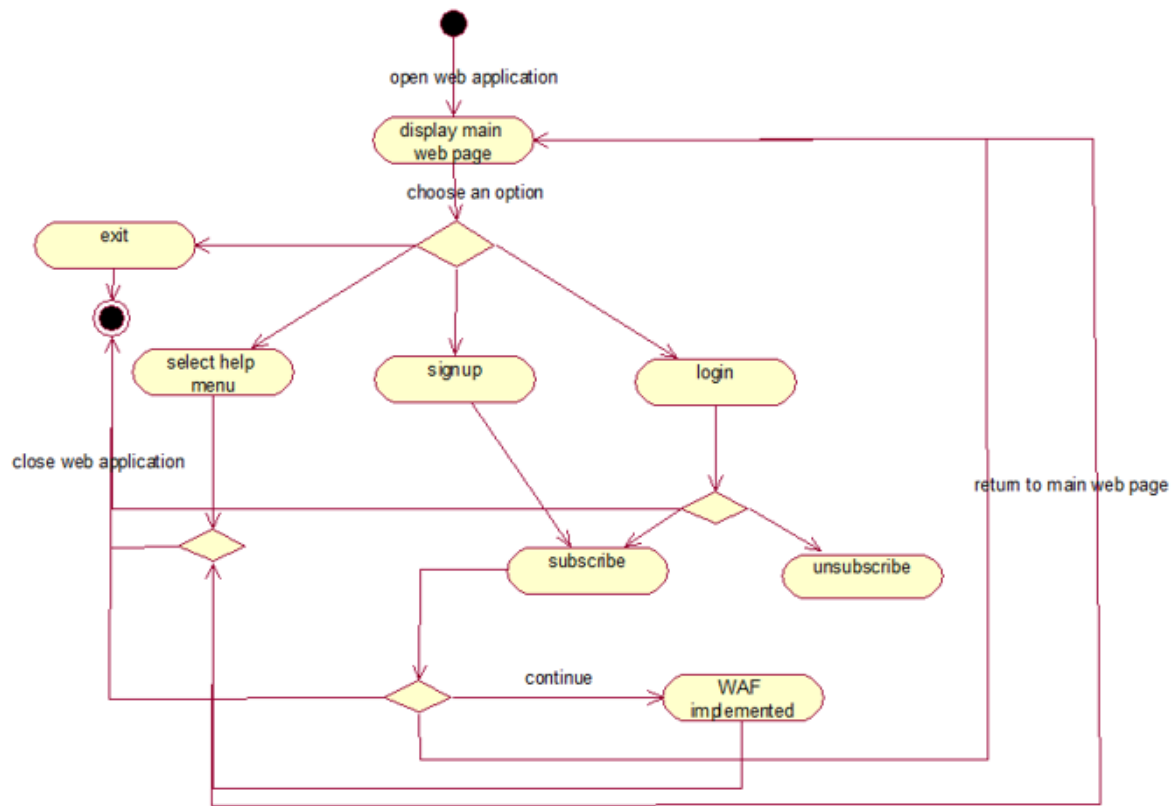 open web application
display main
web page
choose an option
exit
select help
menu
signup
login
close web application
return to main web page
subscribe
unsubscribe
continue
WAF
implemented